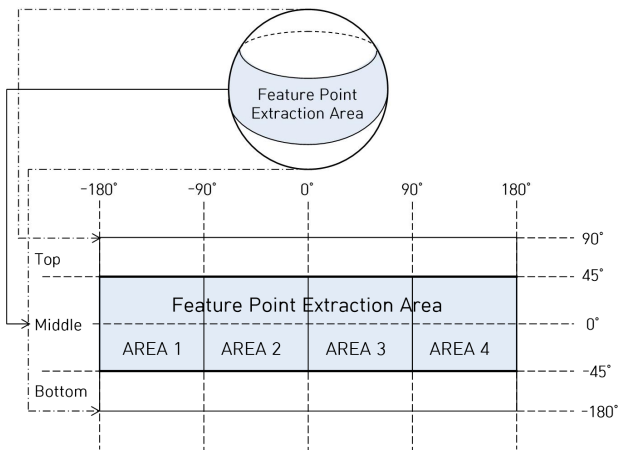 Feature Point
Extraction Area
-180˚ -90˚ 0˚ 90˚ 180˚
90˚
Top
45˚
Feature Point Extraction Area
Middle
0˚
AREA 1 AREA 2 AREA 3 AREA 4
-45˚
Bottom
-180˚